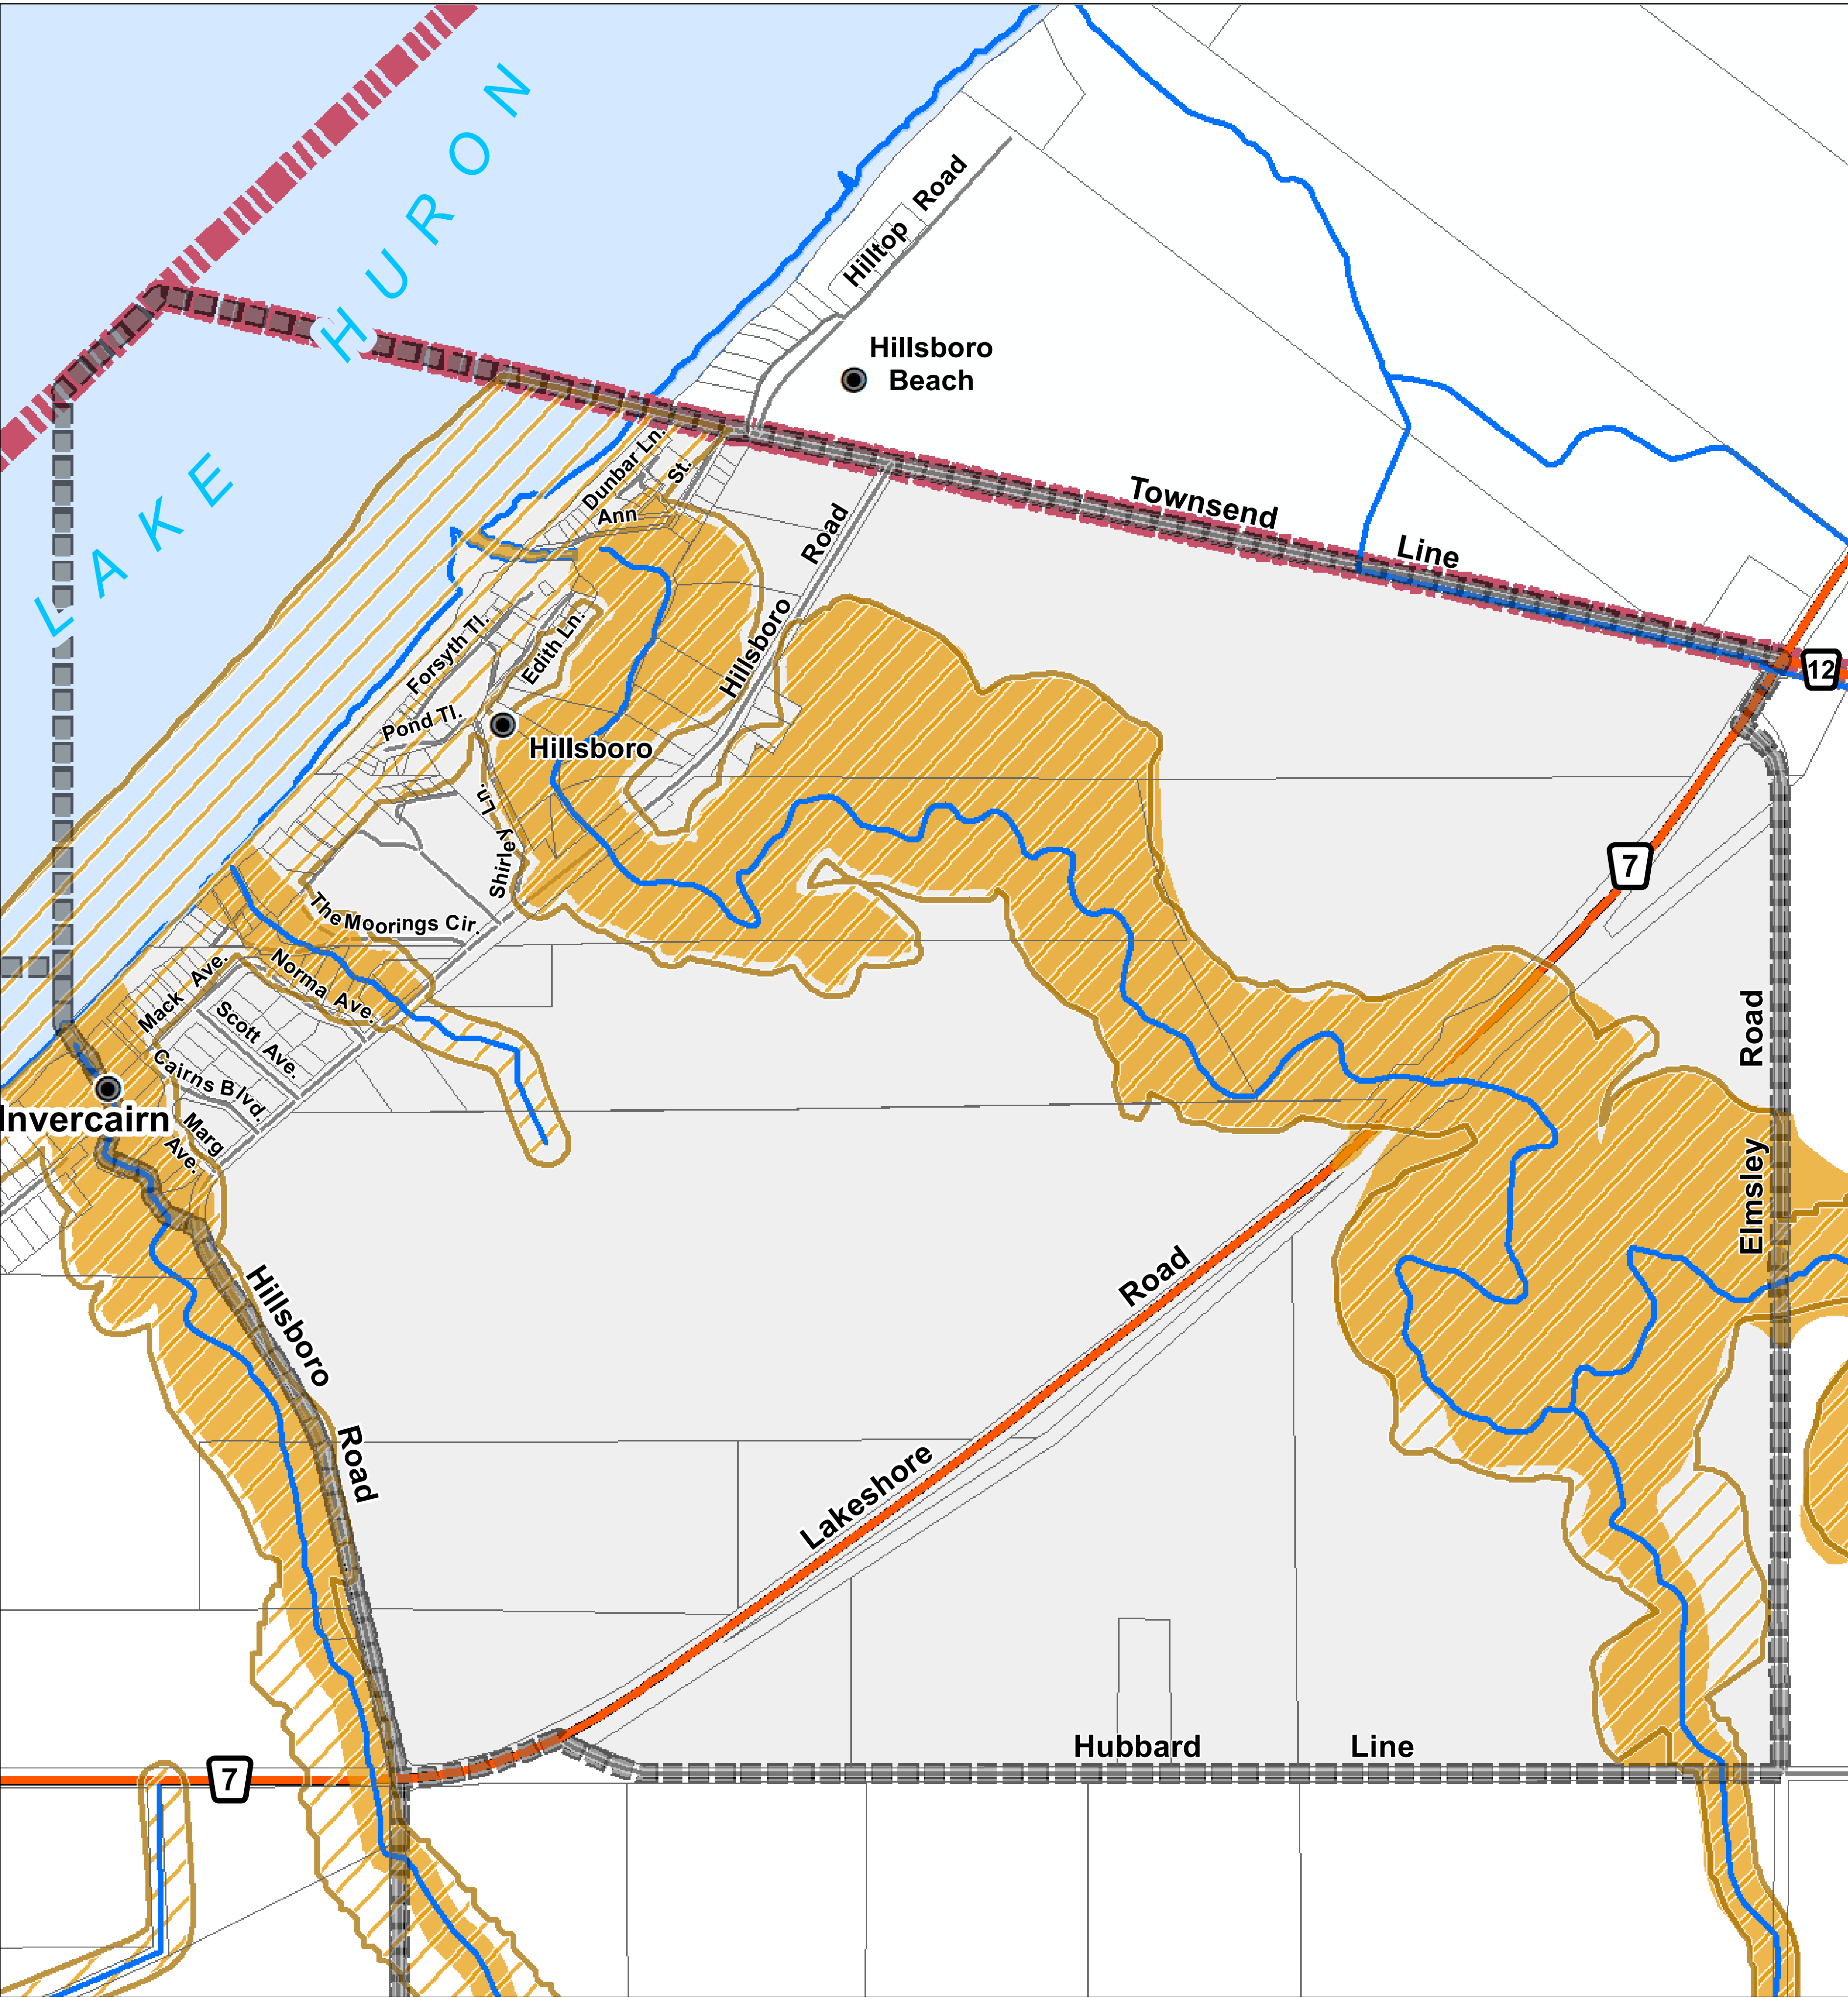 LAKE HURON
Hilltop Road
Hillsboro
Beach
Townsend Line
12
Dunbar Ln.
Ann St.
Hillsboro Road
Forsyth Tl.
Edith Ln.
Pond Tl.
Hillsboro
Shirley Ln.
7
The Moorings Cir.
Norma Ave.
Mack Ave.
Scott Ave.
Cairns Blvd.
Invercairn
Marg
Ave.
Elmsley Road
Hillsboro Road
Lakeshore Road
Hubbard Line
7